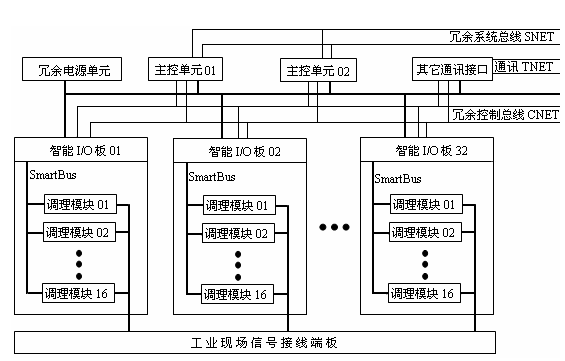 冗余系统总线 SNET
冗余电源单元
主控单元 01
主控单元 02
其它通讯接口
通讯 TNET
冗余控制总线 CNET
智能 I/O 板 01
智能 I/O 板 02
智能 I/O 板 32
SmartBus
SmartBus
SmartBus
调理模块 01
调理模块 01
调理模块 01
调理模块 02
调理模块 02
调理模块 02
调理模块 16
调理模块 16
调理模块 16
工业现场信号接线端板